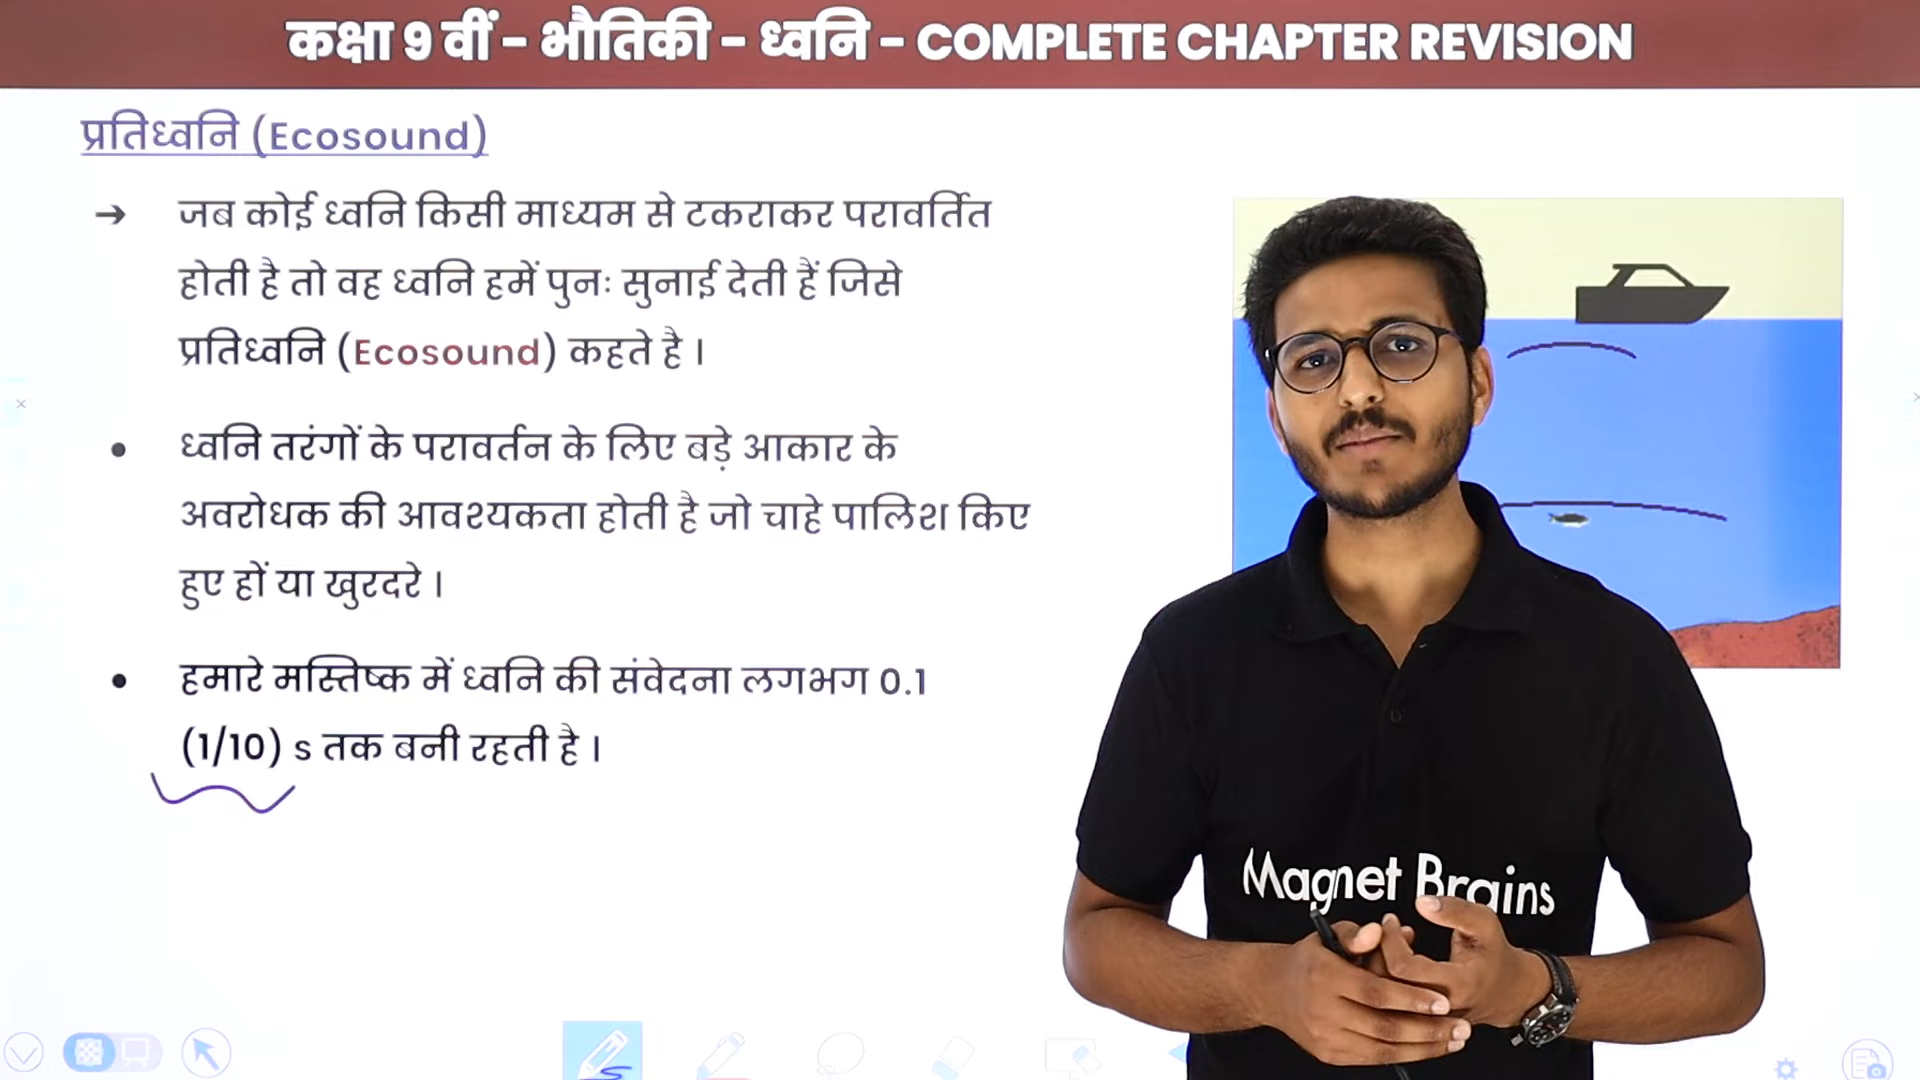 कक्षा 9 वीं - भौतिकी - ध्वनि - COMPLETE CHAPTER REVISION
प्रतिध्वनि (Ecosound)
→ जब कोई ध्वनि किसी माध्यम से टकराकर परावर्तित
होती है तो वह ध्वनि हमें पुनः सुनाई देती हैं जिसे
प्रतिध्वनि (Ecosound) कहते है ।
• ध्वनि तरंगों के परावर्तन के लिए बड़े आकार के
अवरोधक की आवश्यकता होती है जो चाहे पालिश किए
हुए हों या खुरदरे ।
• हमारे मस्तिष्क में ध्वनि की संवेदना लगभग 0.1
(1/10) s तक बनी रहती है ।
Magnet Brains